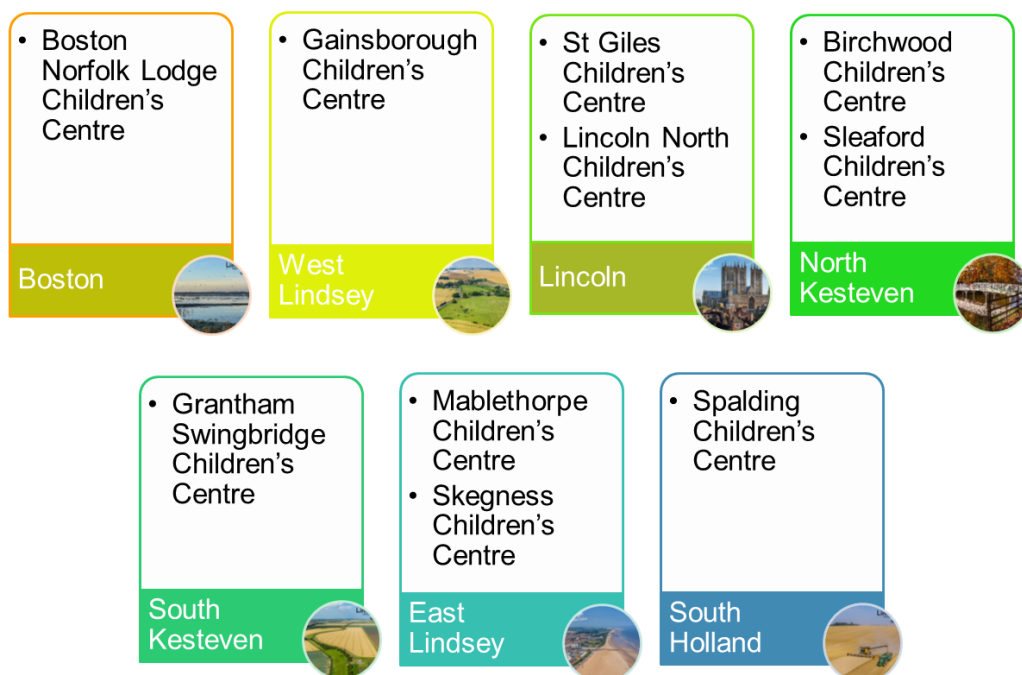 • Boston
Norfolk Lodge
Children’s
Centre
Boston
• Gainsborough
Children’s
Centre
West
Lindsey
• St Giles
Children’s
Centre
• Lincoln North
Children’s
Centre
Lincoln
• Birchwood
Children’s
Centre
• Sleaford
Children’s
Centre
North
Kesteven
• Grantham
Swingbridge
Children’s
Centre
South
Kesteven
• Mablethorpe
Children’s
Centre
• Skegness
Children’s
Centre
East
Lindsey
• Spalding
Children’s
Centre
South
Holland